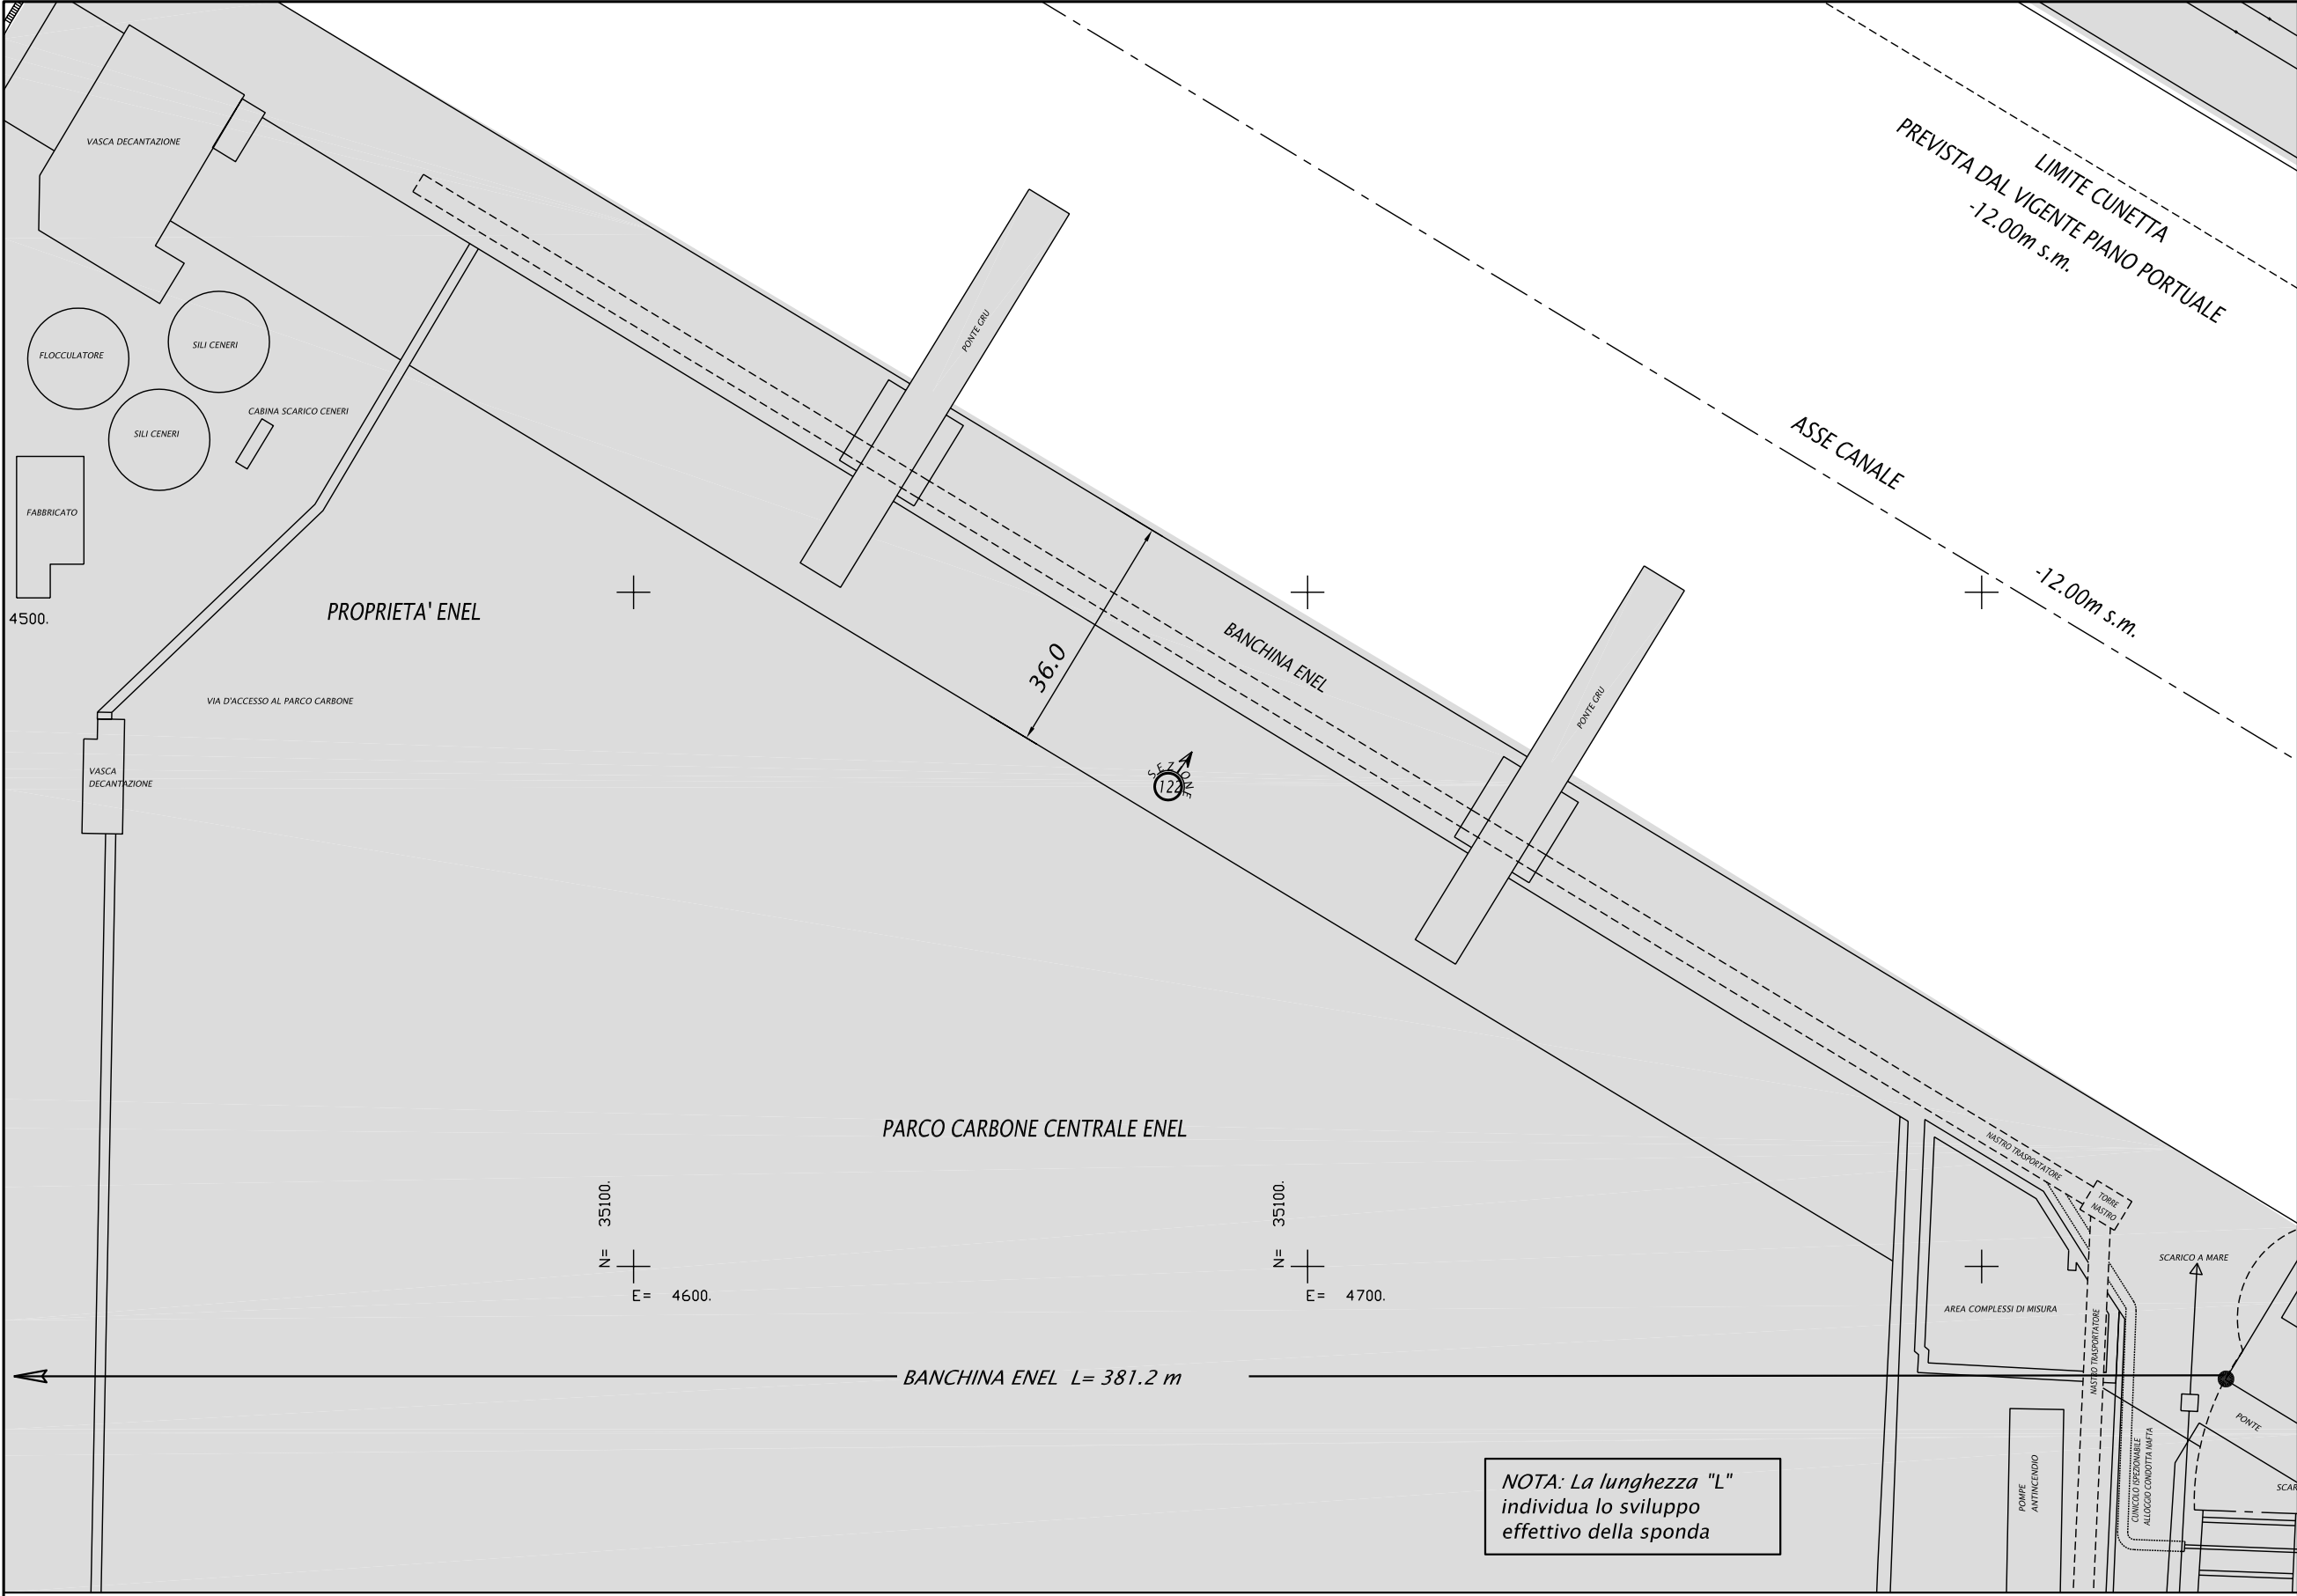 VASCA DECANTAZIONE
LIMITE CUNETTA
PREVISTA DAL VIGENTE PIANO PORTUALE
-12.00m s.m.
FLOCCULATORE
SILI CENERI
PONTE GRU
CABINA SCARICO CENERI
SILI CENERI
ASSE CANALE
FABBRICATO
-12.00m s.m.
4500.
PROPRIETA' ENEL
36.0
BANCHINA ENEL
VIA D'ACCESSO AL PARCO CARBONE
PONTE GRU
VASCA
DECANTAZIONE
SEZIONE
122
PARCO CARBONE CENTRALE ENEL
NASTRO TRASPORTATORE
TORRE
NASTRO
N= 35100.
E= 4600.
N= 35100.
E= 4700.
SCARICO A MARE
AREA COMPLESSI DI MISURA
NASTRO TRASPORTATORE
BANCHINA ENEL L= 381.2 m
PONTE
POMPE
ANTINCENDIO
CUNICOLO ISPEZIONABILE
ALLOGGIO CONDOTTA NAFTA
SCAR
NOTA: La lunghezza "L"
individua lo sviluppo
effettivo della sponda